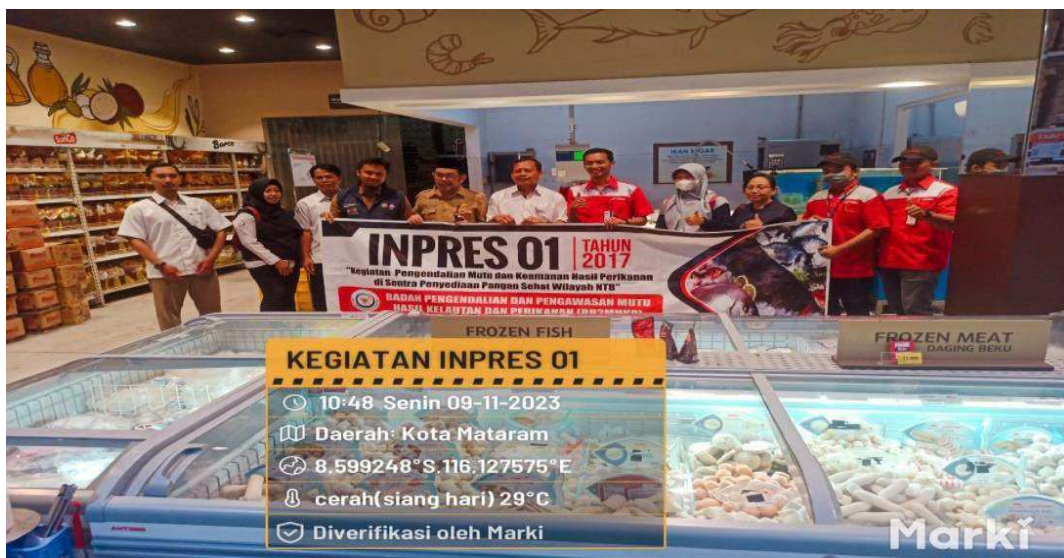 SunCo
Barco
IKAN SEGAR
INPRES 01
TAHUN
2017
"Kegiatan Pengendalian Mutu dan Keamanan Hasil Perikanan
di Sentra Penyediaan Pangan Sehat Wilayah NTB"
BADAN PENGENDALIAN DAN PENGAWASAN MUTU
HASIL KELAUTAN DAN PERIKANAN
FROZEN FISH
FROZEN MEAT
DAGING BEKU
KEGIATAN INPRES 01
10:48 Senin 09-11-2023
Daerah: Kota Mataram
8.599248°S,116.127575°E
cerah(siang hari) 29°C
Diverifikasi oleh Marki
Marki